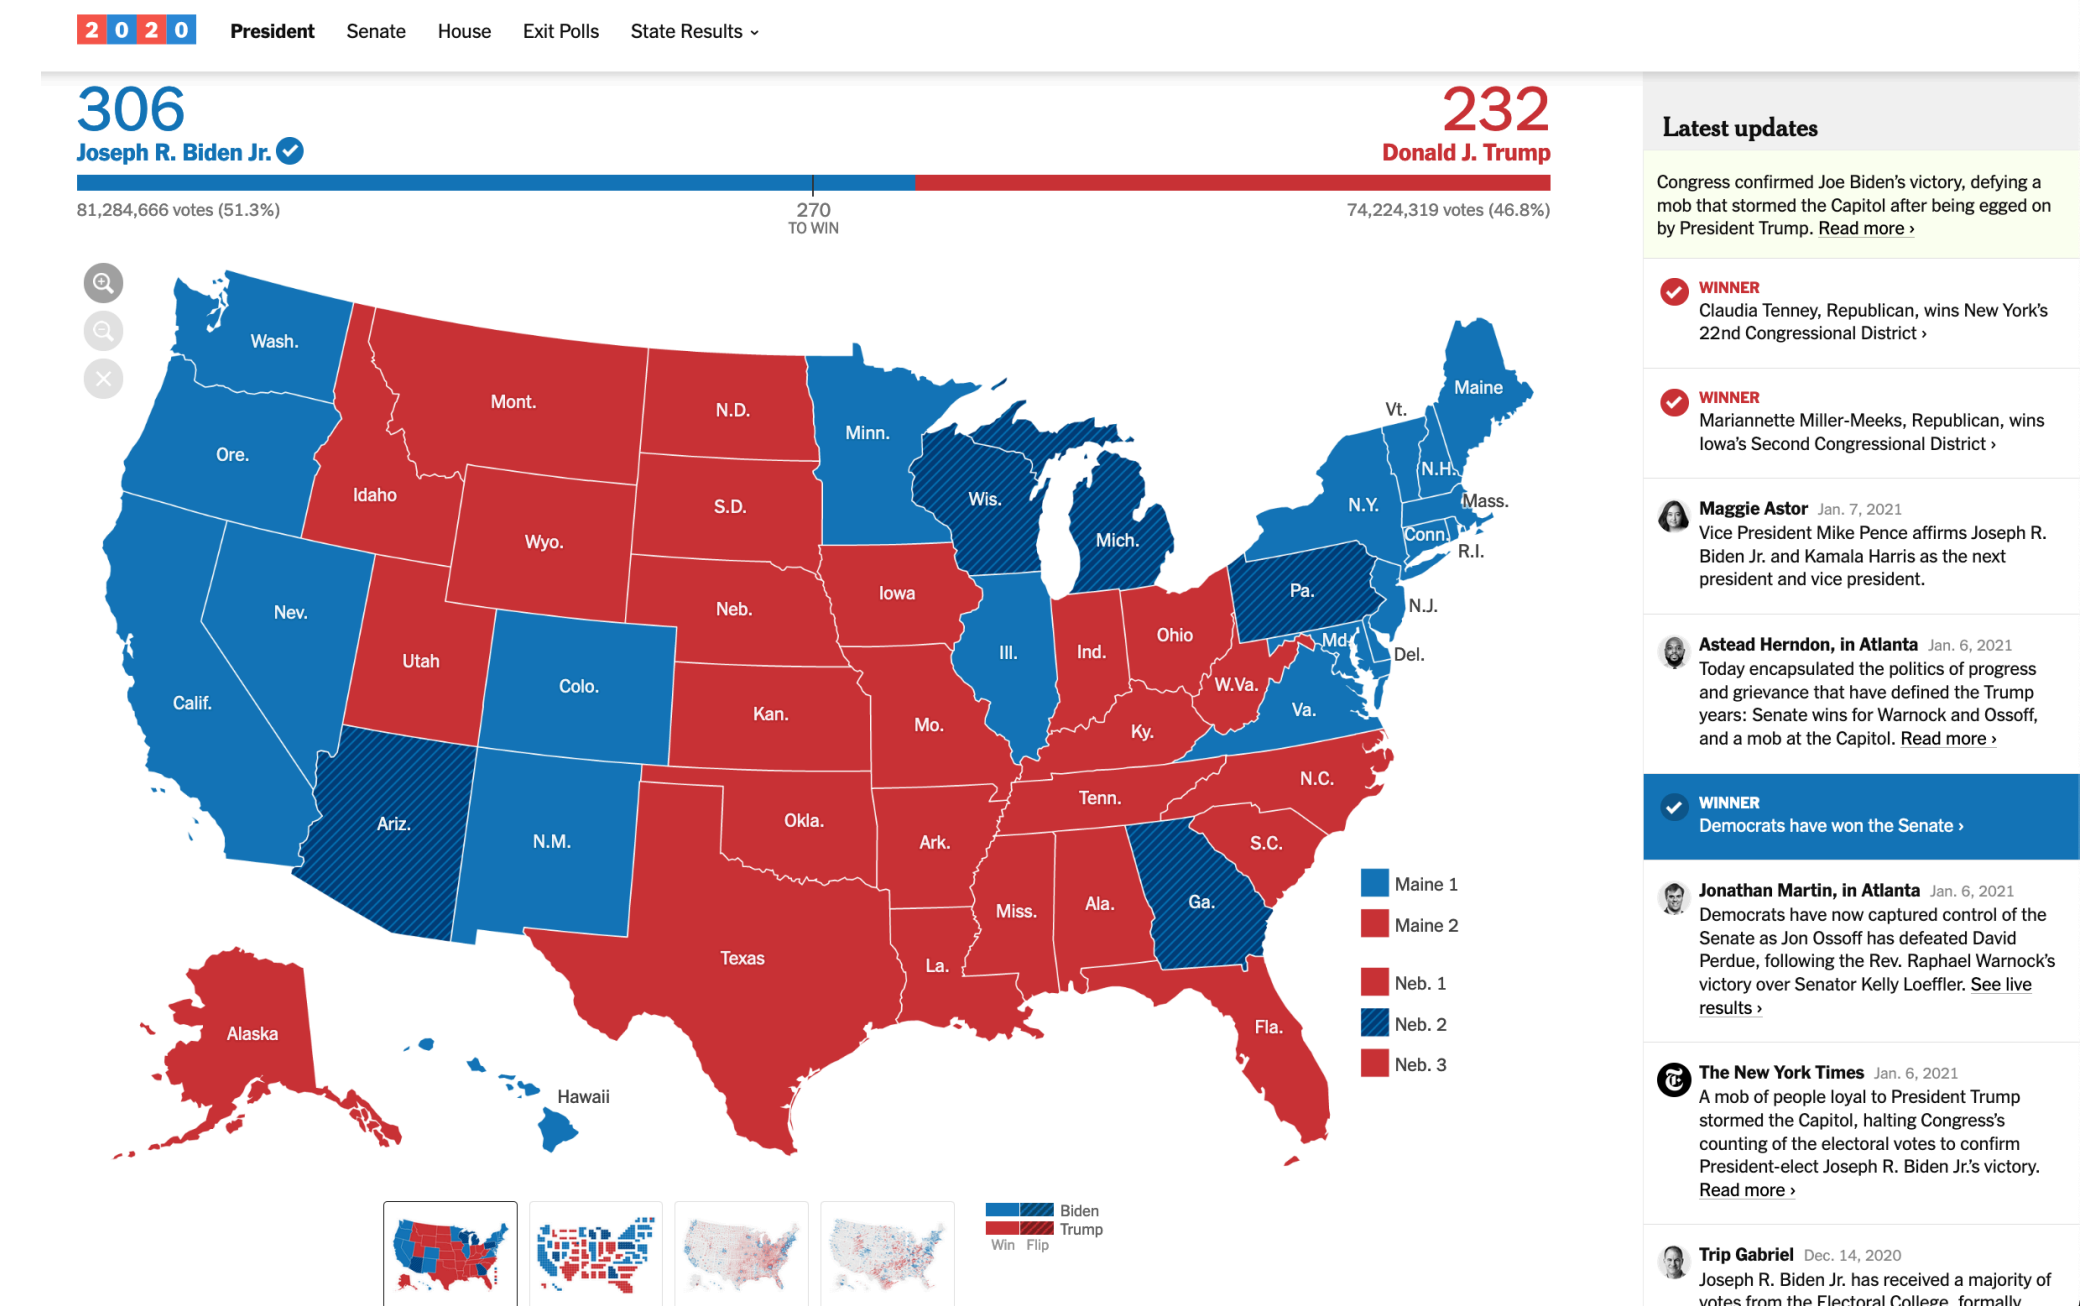 2020 President Senate House Exit Polls State Results
306
232
Joseph R. Biden Jr.
Donald J. Trump
81,284,666 votes (51.3%)
270
TO WIN
74,224,319 votes (46.8%)
Wash.
Ore.
Calif.
Nev.
Idaho
Mont.
Wyo.
Utah
Colo.
Ariz.
N.M.
N.D.
S.D.
Neb.
Kan.
Okla.
Texas
Minn.
Iowa
Mo.
Ark.
La.
Wis.
Ill.
Mich.
Ind.
Ohio
Ky.
Tenn.
Miss.
Ala.
Ga.
Fla.
S.C.
N.C.
Va.
W.Va.
Pa.
N.Y.
Vt.
N.H.
Maine
Mass.
Conn.
R.I.
N.J.
Md.
Del.
Alaska
Hawaii
Maine 1
Maine 2
Neb. 1
Neb. 2
Neb. 3
Biden
Trump
Win Flip
Latest updates
Congress confirmed Joe Biden’s victory, defying a
mob that stormed the Capitol after being egged on
by President Trump. Read more ›
WINNER
Claudia Tenney, Republican, wins New York’s
22nd Congressional District ›
WINNER
Mariannette Miller-Meeks, Republican, wins
Iowa’s Second Congressional District ›
Maggie Astor Jan. 7, 2021
Vice President Mike Pence affirms Joseph R.
Biden Jr. and Kamala Harris as the next
president and vice president.
Astead Herndon, in Atlanta Jan. 6, 2021
Today encapsulated the politics of progress
and grievance that have defined the Trump
years: Senate wins for Warnock and Ossoff,
and a mob at the Capitol. Read more ›
WINNER
Democrats have won the Senate ›
Jonathan Martin, in Atlanta Jan. 6, 2021
Democrats have now captured control of the
Senate as Jon Ossoff has defeated David
Perdue, following the Rev. Raphael Warnock’s
victory over Senator Kelly Loeffler. See live
results ›
The New York Times Jan. 6, 2021
A mob of people loyal to President Trump
stormed the Capitol, halting Congress’s
counting of the electoral votes to confirm
President-elect Joseph R. Biden Jr.’s victory.
Read more ›
Trip Gabriel Dec. 14, 2020
Joseph R. Biden Jr. has received a majority of
votes from the Electoral College, formally